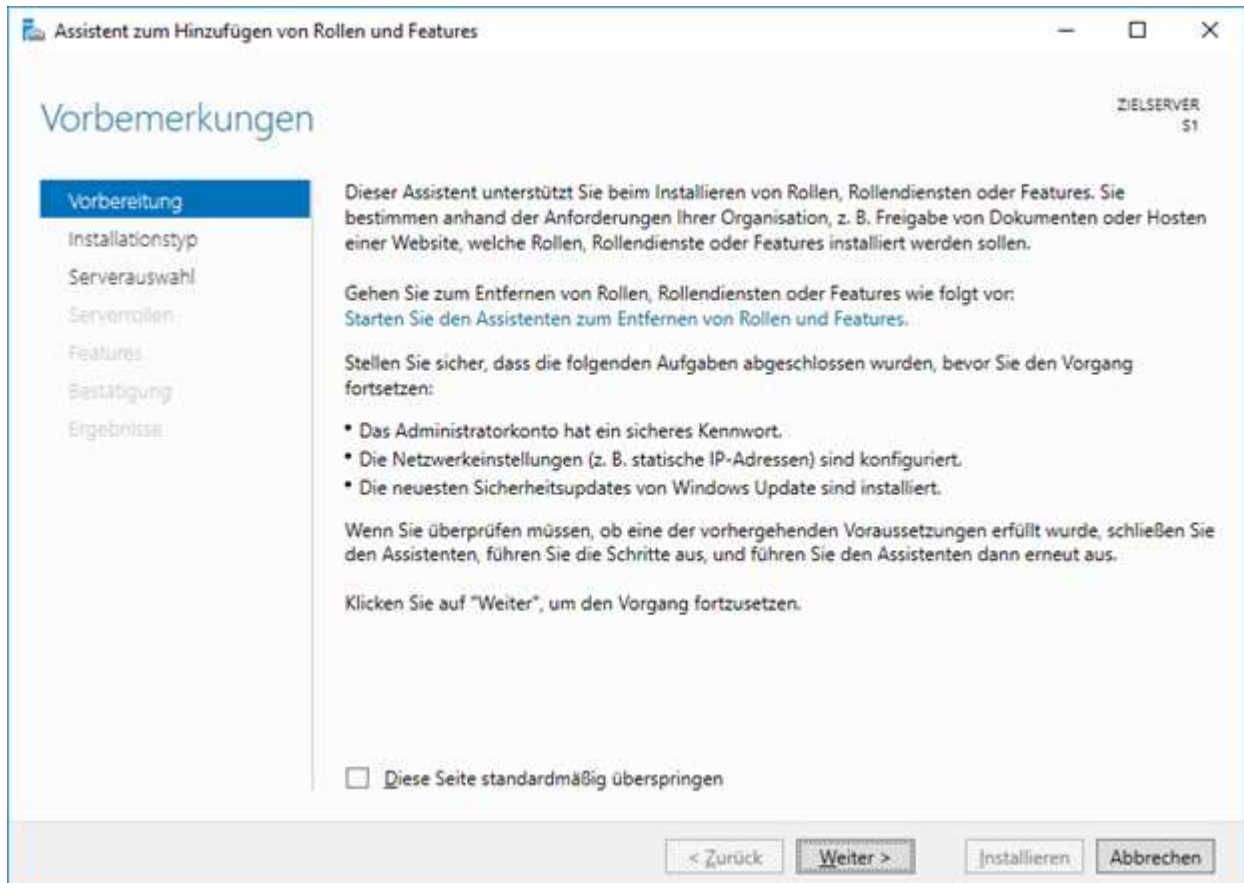 Assistent zum Hinzufügen von Rollen und Features
Vorbemerkungen
ZIELSERVER
S1
Vorbereitung
Installationstyp
Serverauswahl
Serverrollen
Features
Bestätigung
Ergebnisse
Dieser Assistent unterstützt Sie beim Installieren von Rollen, Rollendiensten oder Features. Sie
bestimmen anhand der Anforderungen Ihrer Organisation, z. B. Freigabe von Dokumenten oder Hosten
einer Website, welche Rollen, Rollendienste oder Features installiert werden sollen.
Gehen Sie zum Entfernen von Rollen, Rollendiensten oder Features wie folgt vor:
Starten Sie den Assistenten zum Entfernen von Rollen und Features.
Stellen Sie sicher, dass die folgenden Aufgaben abgeschlossen wurden, bevor Sie den Vorgang
fortsetzen:
• Das Administratorkonto hat ein sicheres Kennwort.
• Die Netzwerkeinstellungen (z. B. statische IP-Adressen) sind konfiguriert.
• Die neuesten Sicherheitsupdates von Windows Update sind installiert.
Wenn Sie überprüfen müssen, ob eine der vorhergehenden Voraussetzungen erfüllt wurde, schließen Sie
den Assistenten, führen Sie die Schritte aus, und führen Sie den Assistenten dann erneut aus.
Klicken Sie auf "Weiter", um den Vorgang fortzusetzen.
Diese Seite standardmäßig überspringen
< Zurück
Weiter >
Installieren
Abbrechen